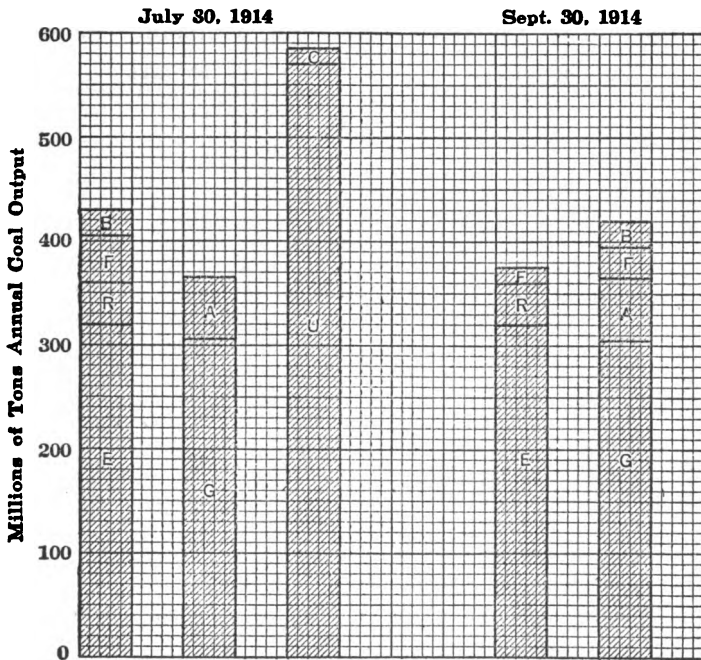 July 30, 1914
Sept. 30, 1914
Millions of Tons Annual Coal Output
600
500
400
300
200
100
0
B
F
R
E
A
G
C
U
F
R
E
B
F
A
G